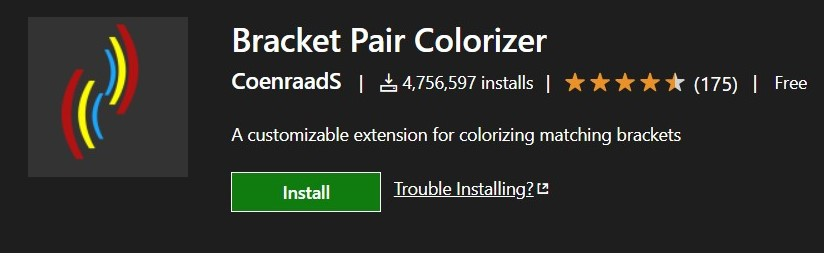 Bracket Pair Colorizer
CoenraadS | 4,756,597 installs | (175) | Free
A customizable extension for colorizing matching brackets
Install Trouble Installing?